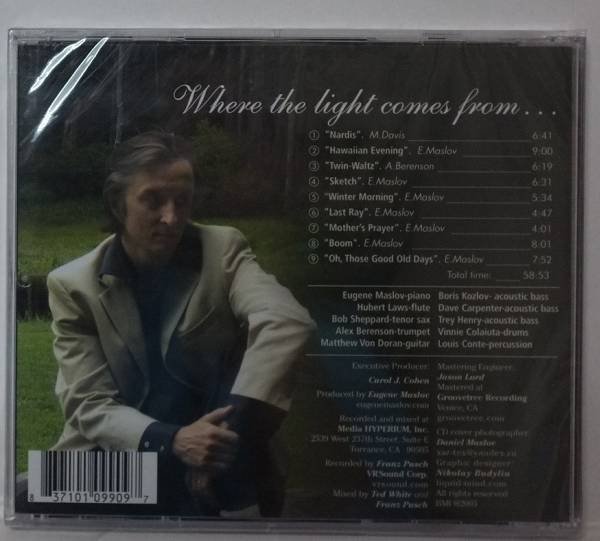 Where the light comes from...
1 "Nardis". M.Davis 6:41
2 "Hawaiian Evening". E.Maslov 9:00
3 "Twin-Waltz". A.Berenson 6:19
4 "Sketch". E.Maslov 6:31
5 "Winter Morning". E.Maslov 5:34
6 "Last Ray". E.Maslov 4:47
7 "Mother's Prayer". E.Maslov 4:01
8 "Boom". E.Maslov 8:01
9 "Oh, Those Good Old Days". E.Maslov 7:52
Total time: 58-53
Eugene Maslov-piano
Hubert Laws-flute
Bob Sheppard-tenor sax
Alex Berenson-trumpet
Matthew Von Doran-guitar
Boris Kozlov- acoustic bass
Dave Carpenter-acoustic bass
Trey Henry-acoustic bass
Vinnie Colaiuta-drums
Louis Conte-percussion
Executive Producer:
Carol J. Cohen
Produced by Eugene Maslov
eugenemaslov.com
Recorded and mixed at
Media HYPERIUM, Inc.
2539 West 237th Street, Suite-E
Torrance, CA 90505
Recorded by Franz Pusch
VRSound Corp.
vrsound.com
Mixed by Ted White and
Franz Pusch
Mastering Engineer:
Jason Lord
Mastered at
Groovetree Recording
Venice, CA
groovetree.com
CD cover photographer:
Daniel Maslov
Graphic designer
Nikolay Budylin
liquid-mind.com
All rights reserved
8 37101 09909 7